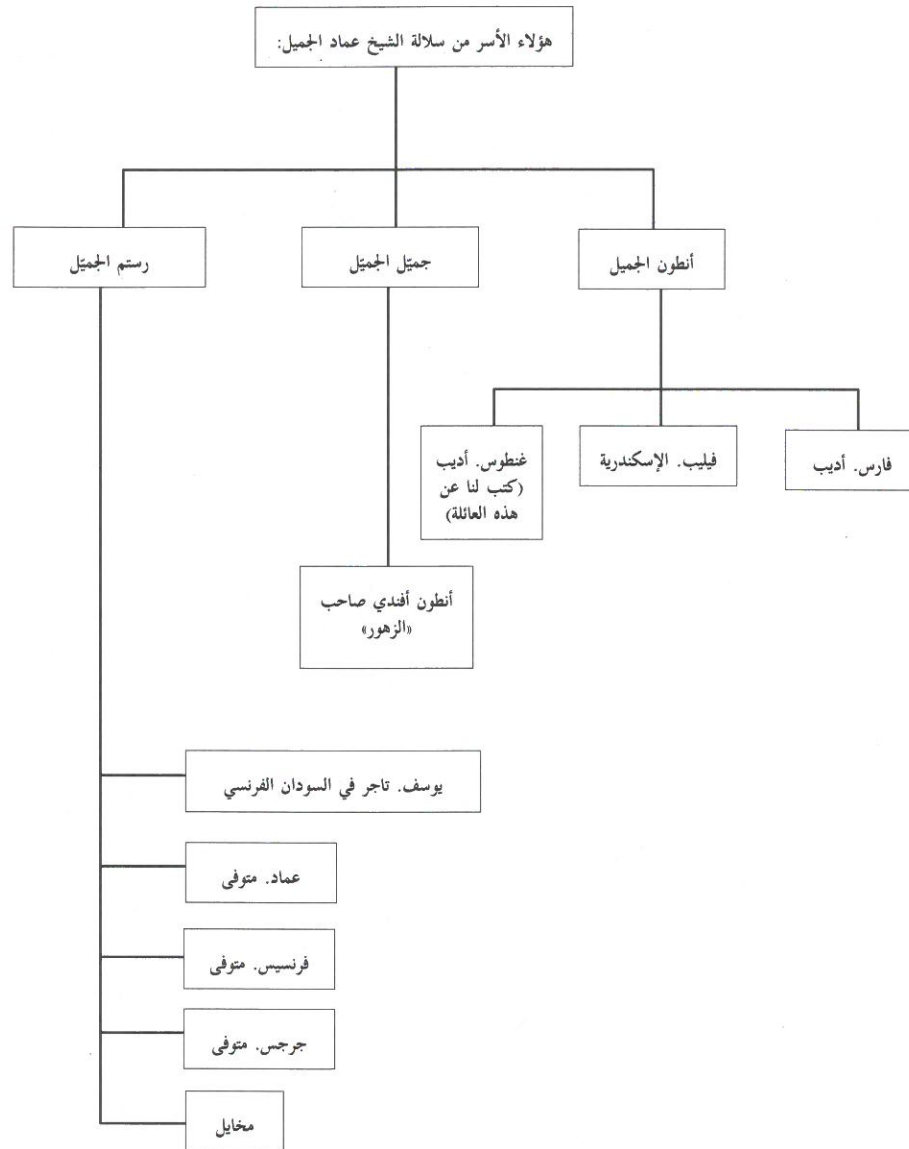 هؤلاء الأسر من سلالة الشيخ عماد الجميل:
أنطون الجميل
جميّل الجميّل
رستم الجميّل
فارس. أديب
فيليب. الإسكندرية
غنطوس. أديب
(كتب لنا عن
هذه العائلة)
أنطون أفندي صاحب
«الزهور»
يوسف. تاجر في السودان الفرنسي
عماد. متوفى
فرنسيس. متوفى
جرجس. متوفى
مخايل